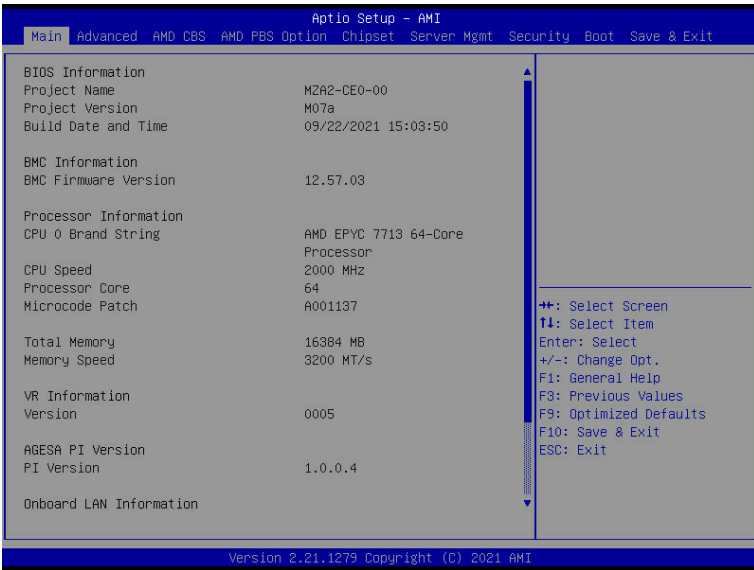 Aptio Setup – AMI
Main Advanced AMD CBS AMD PBS Option Chipset Server Mgmt Security Boot Save & Exit
BIOS Information
Project Name MZA2-CE0-00
Project Version M07a
Build Date and Time 09/22/2021 15:03:50
BMC Information
BMC Firmware Version 12.57.03
Processor Information
CPU 0 Brand String AMD EPYC 7713 64-Core
Processor
CPU Speed 2000 MHz
Processor Core 64
Microcode Patch A001137
Total Memory 16384 MB
Memory Speed 3200 MT/s
VR Information
Version 0005
AGESA PI Version
PI Version 1.0.0.4
Onboard LAN Information
→←: Select Screen
↑↓: Select Item
Enter: Select
+/-: Change Opt.
F1: General Help
F3: Previous Values
F9: Optimized Defaults
F10: Save & Exit
ESC: Exit
Version 2.21.1279 Copyright (C) 2021 AMI